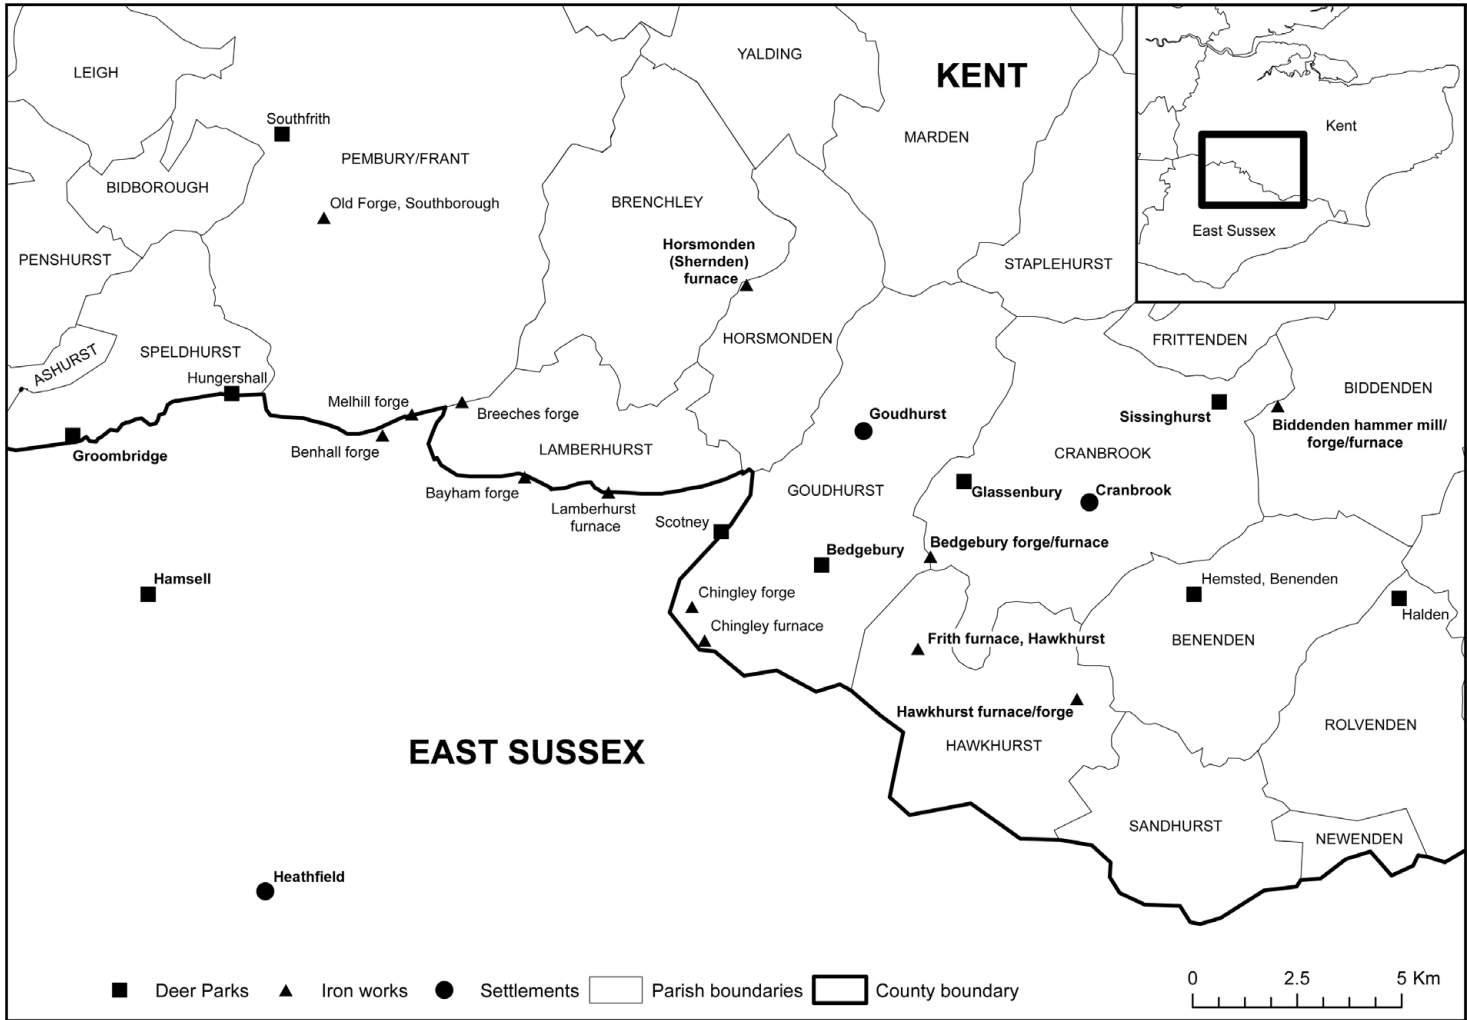 LEIGH
YALDING
KENT
Southfrith
MARDEN
Kent
PEMBURY/FRANT
BIDBOROUGH
Old Forge, Southborough
BRENCHLEY
East Sussex
Horsmonden
(Shernden)
furnace
PENSHURST
STAPLEHURST
HORSMONDEN
FRITTENDEN
SPELDHURST
ASHURST
Hungershall
BIDDENDEN
Melhill forge
Breeches forge
Goudhurst
Sissinghurst
Biddenden hammer mill/
forge/furnace
Groombridge
Benhall forge
LAMBERHURST
CRANBROOK
Bayham forge
GOUDHURST
Glassenbury
Cranbrook
Lamberhurst
furnace
Scotney
Bedgebury
Bedgebury forge/furnace
Hamsell
Hemsted, Benenden
Chingley forge
Halden
Chingley furnace
Frith furnace, Hawkhurst
BENENDEN
Hawkhurst furnace/forge
ROLVENDEN
EAST SUSSEX
HAWKHURST
SANDHURST
NEWENDEN
Heathfield
Deer Parks
Iron works
Settlements
Parish boundaries
County boundary
0 2.5 5 Km